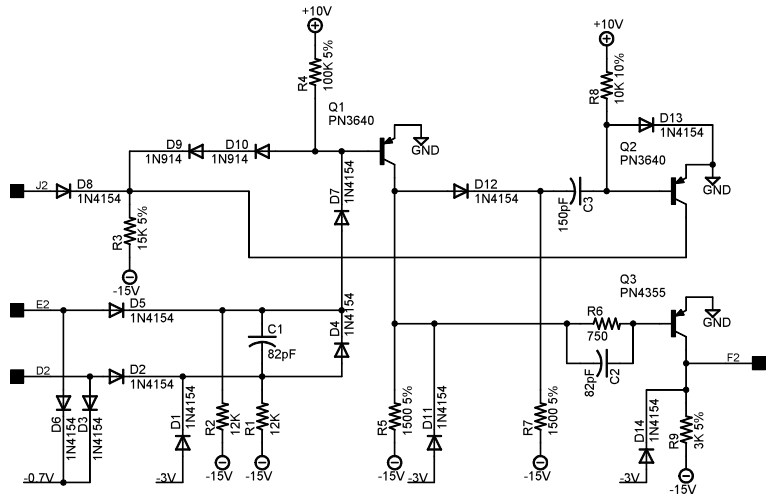 +10V
+10V
R4
100K 5%
R8
10K 10%
Q1
PN3640
D13
1N4154
Q2
PN3640
D9
1N914
D10
1N914
GND
D7
1N4154
J2
D8
1N4154
D12
1N4154
150pF
C3
GND
R3
15K 5%
-15V
Q3
PN4355
E2
D5
1N4154
C1
82pF
D4
1N4154
R6
750
GND
82pF
C2
F2
D2
D2
1N4154
D6
1N4154
D3
1N4154
D1
1N4154
R2
12K
R1
12K
R5
1500 5%
D11
1N4154
R7
1500 5%
D14
1N4154
R9
3K 5%
-0.7V
-3V
-15V
-15V
-15V
-3V
-15V
-3V
-15V